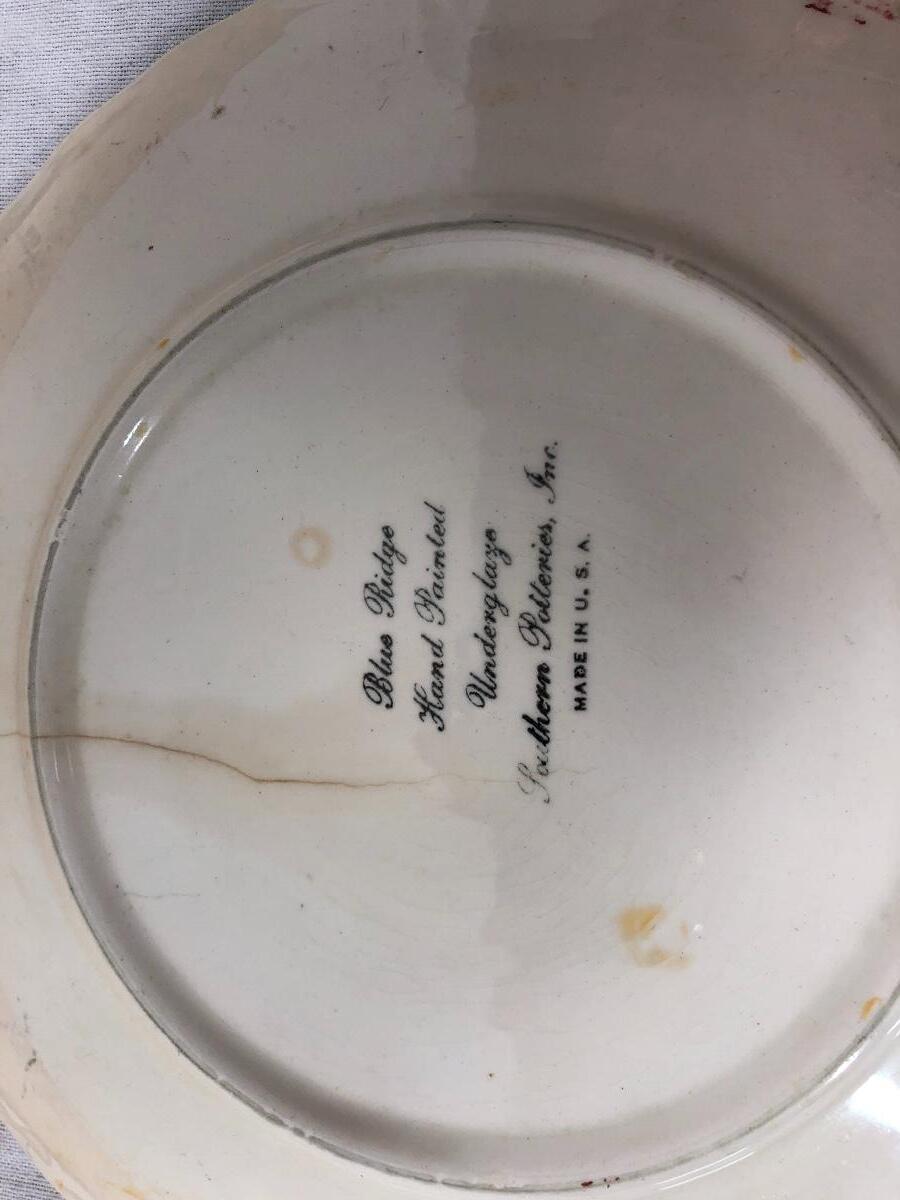 Blue Ridge
Hand Painted
Underglaze
Southern Potteries, Inc.
MADE IN U. S. A.